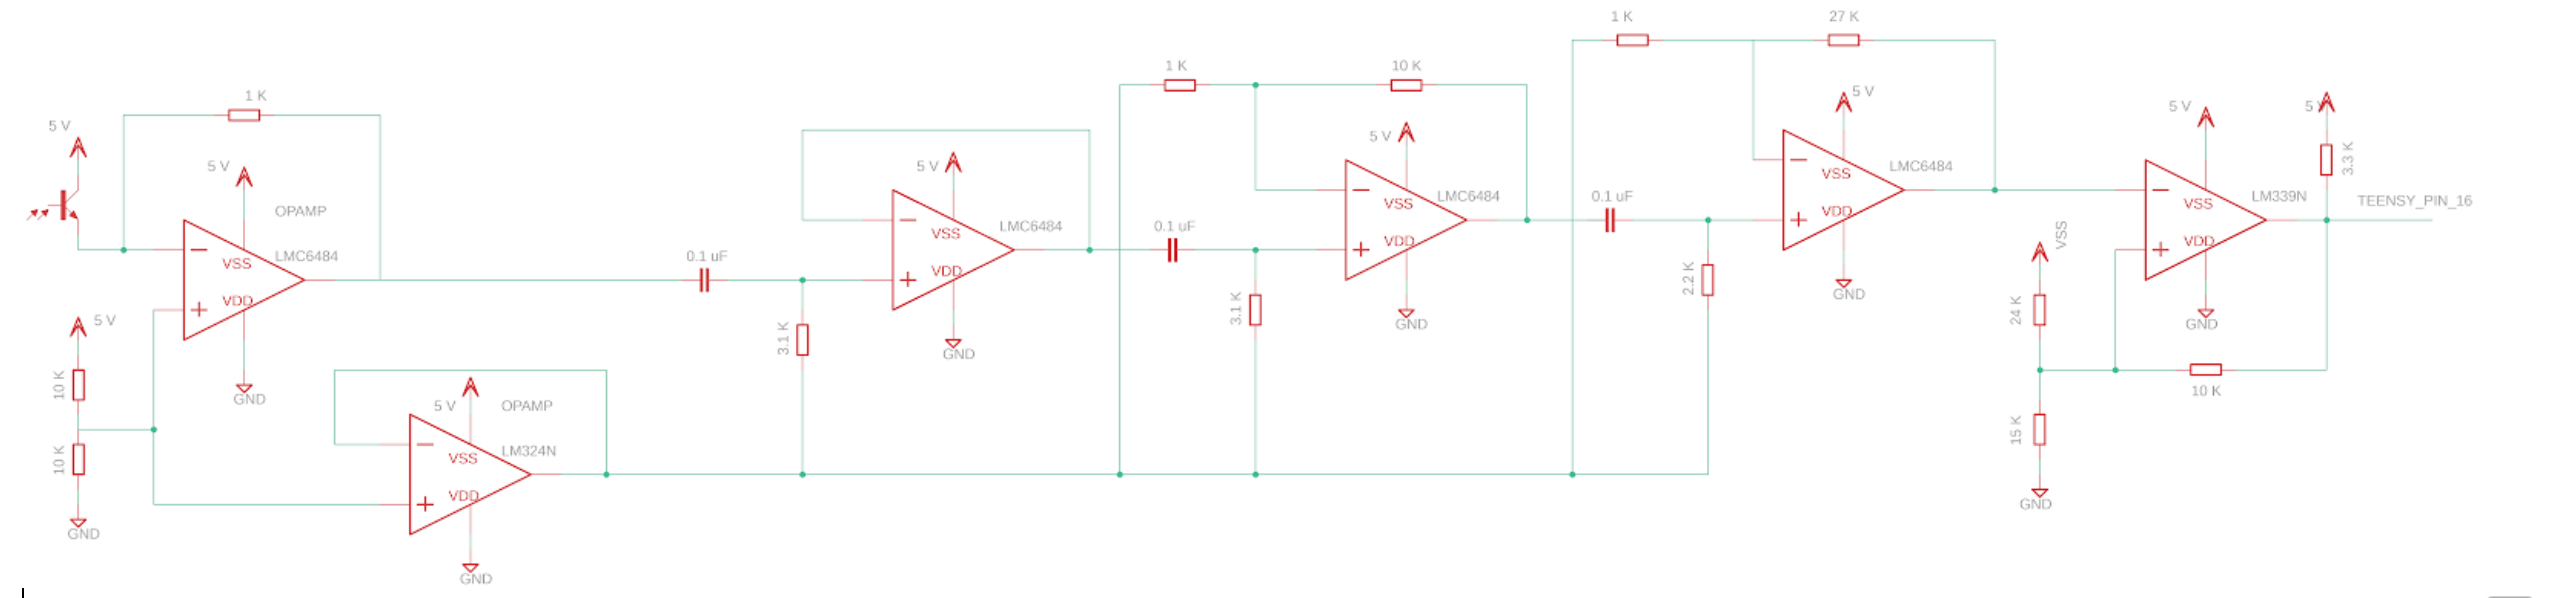 1 K
27 K
1 K
10 K
5 V
1 K
5 V
5 V
5 V
5 V
5 V
5 V
5 V
OPAMP
LMC6484
VSS
VDD
LMC6484
VSS
VDD
LMC6484
VSS
VDD
LMC6484
VSS
VDD
LM339N
VSS
VDD
3.3 K
TEENSY_PIN_16
0.1 uF
0.1 uF
0.1 uF
5 V
10 K
10 K
GND
GND
3.1 K
GND
3.1 K
GND
2.2 K
GND
VSS
24 K
15 K
GND
GND
10 K
5 V
OPAMP
LM324N
VSS
VDD
GND